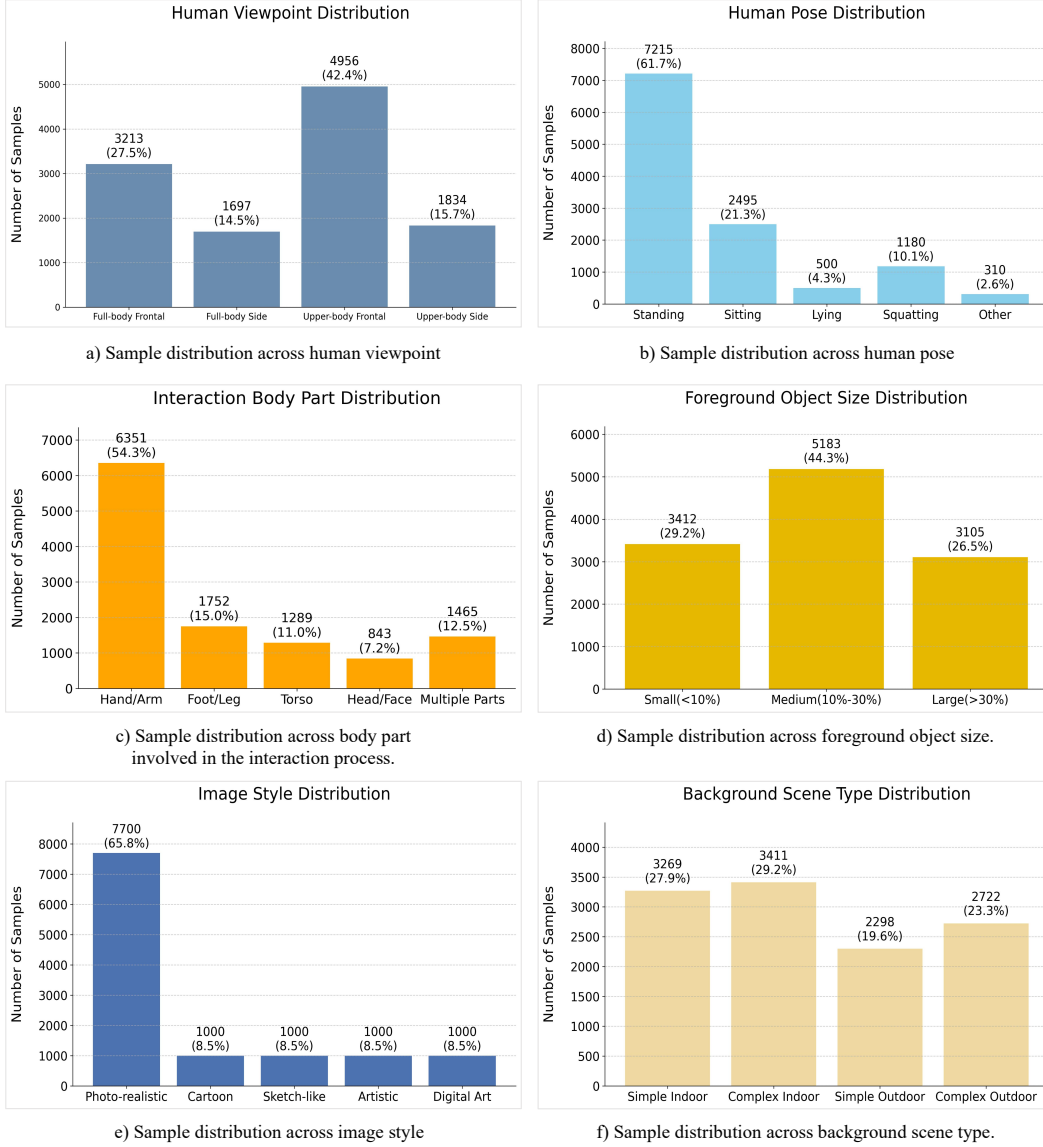 Human Viewpoint Distribution
Number of Samples
5000
4000
3000
2000
1000
0
3213
(27.5%)
1697
(14.5%)
4956
(42.4%)
1834
(15.7%)
Full-body Frontal
Full-body Side
Upper-body Frontal
Upper-body Side
a) Sample distribution across human viewpoint
Human Pose Distribution
Number of Samples
8000
7000
6000
5000
4000
3000
2000
1000
0
7215
(61.7%)
2495
(21.3%)
500
(4.3%)
1180
(10.1%)
310
(2.6%)
Standing
Sitting
Lying
Squatting
Other
b) Sample distribution across human pose
Interaction Body Part Distribution
Number of Samples
7000
6000
5000
4000
3000
2000
1000
0
6351
(54.3%)
1752
(15.0%)
1289
(11.0%)
843
(7.2%)
1465
(12.5%)
Hand/Arm
Foot/Leg
Torso
Head/Face
Multiple Parts
c) Sample distribution across body part
involved in the interaction process.
Foreground Object Size Distribution
Number of Samples
6000
5000
4000
3000
2000
1000
0
3412
(29.2%)
5183
(44.3%)
3105
(26.5%)
Small(<10%)
Medium(10%-30%)
Large(>30%)
d) Sample distribution across foreground object size.
Image Style Distribution
Number of Samples
8000
7000
6000
5000
4000
3000
2000
1000
0
7700
(65.8%)
1000
(8.5%)
1000
(8.5%)
1000
(8.5%)
1000
(8.5%)
Photo-realistic
Cartoon
Sketch-like
Artistic
Digital Art
e) Sample distribution across image style
Background Scene Type Distribution
Number of Samples
4000
3500
3000
2500
2000
1500
1000
500
0
3269
(27.9%)
3411
(29.2%)
2298
(19.6%)
2722
(23.3%)
Simple Indoor
Complex Indoor
Simple Outdoor
Complex Outdoor
f) Sample distribution across background scene type.